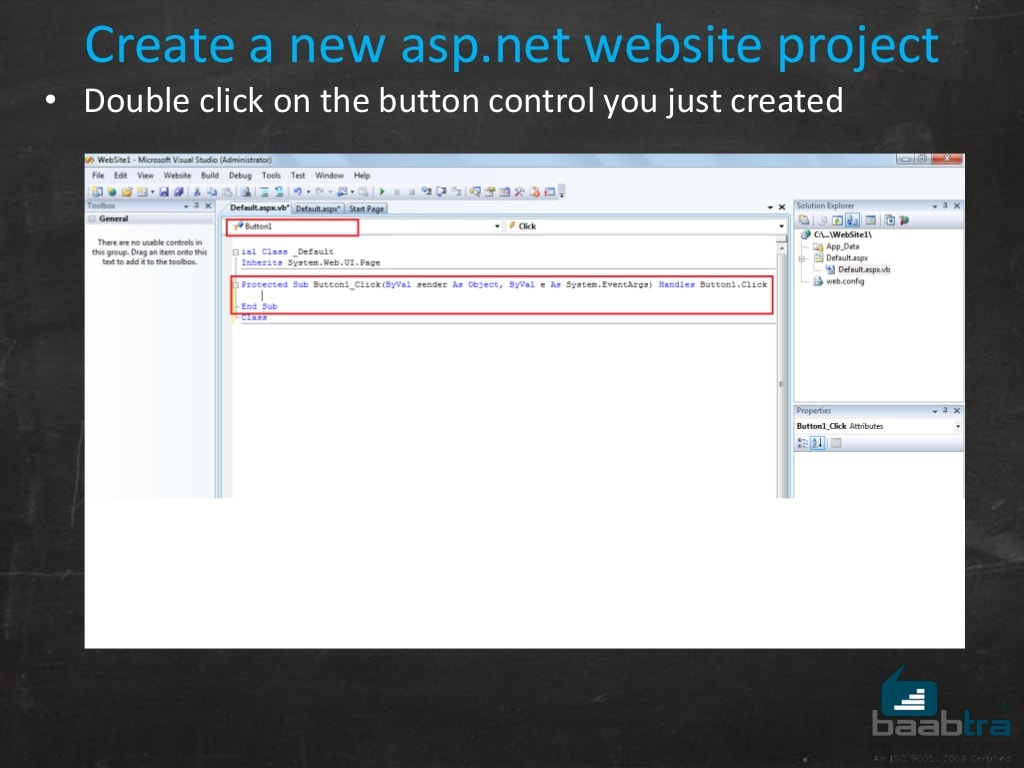 Create a new asp.net website project
• Double click on the button control you just created
WebSite1 - Microsoft Visual Studio (Administrator)
File Edit View Website Build Debug Tools Test Window Help
Toolbox
General
There are no usable controls in
this group. Drag an item onto this
text to add it to the toolbox.
Default.aspx.vb* Default.aspx* Start Page
Button1
Click
ial Class _Default
Inherits System.Web.UI.Page
Protected Sub Button1_Click(ByVal sender As Object, ByVal e As System.EventArgs) Handles Button1.Click
End Sub
Class
Solution Explorer
C:\...\WebSite1\
App_Data
Default.aspx
Default.aspx.vb
web.config
Properties
Button1_Click Attributes
baabtra
An ISO 9001: 2008 Certified